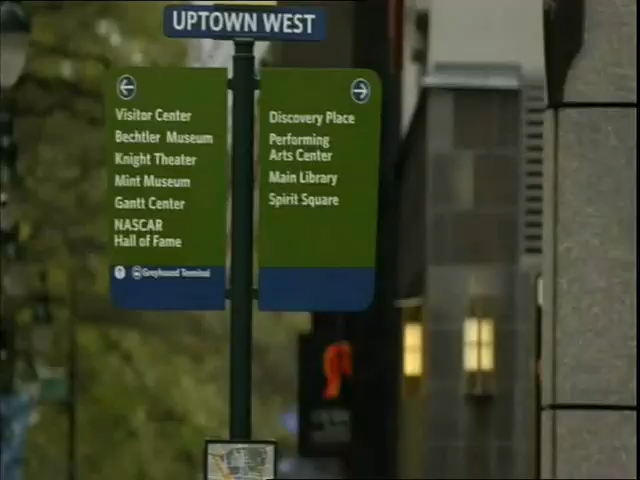 UPTOWN WEST
Visitor Center
Bechtler Museum
Knight Theater
Mint Museum
Gantt Center
NASCAR
Hall of Fame
Greyhound Terminal
Discovery Place
Performing
Arts Center
Main Library
Spirit Square